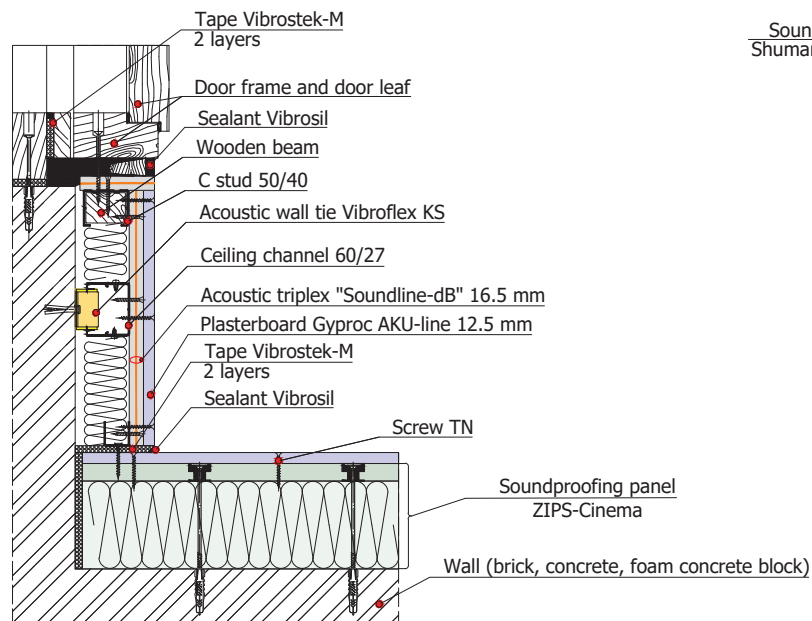 Tape Vibrostek-M
2 layers
Soun
Shuma
Door frame and door leaf
Sealant Vibrosil
Wooden beam
C stud 50/40
Acoustic wall tie Vibroflex KS
Ceiling channel 60/27
Acoustic triplex "Soundline-dB" 16.5 mm
Plasterboard Gyproc AKU-line 12.5 mm
Tape Vibrostek-M
2 layers
Sealant Vibrosil
Screw TN
Soundproofing panel
ZIPS-Cinema
Wall (brick, concrete, foam concrete block)